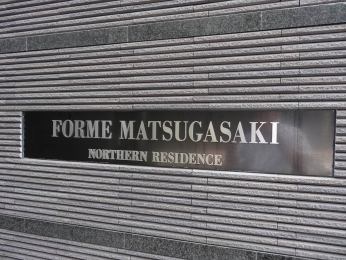 FORME MATSUGASAKI
NORTHERN RESIDENCE